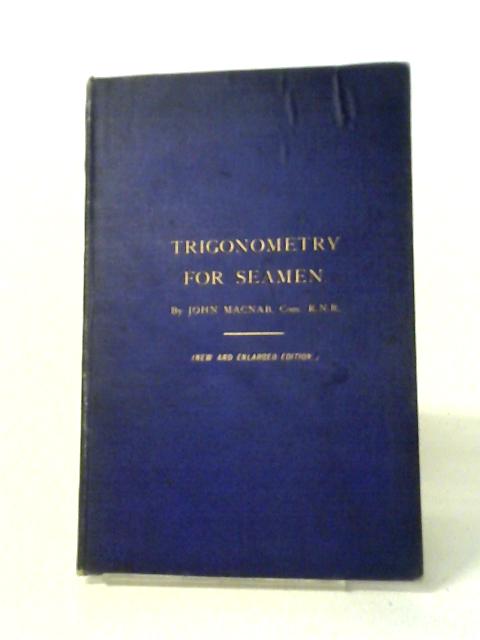 TRIGONOMETRY
FOR SEAMEN
By JOHN MACNAB, Com. R.N.R.
(NEW AND ENLARGED EDITION)